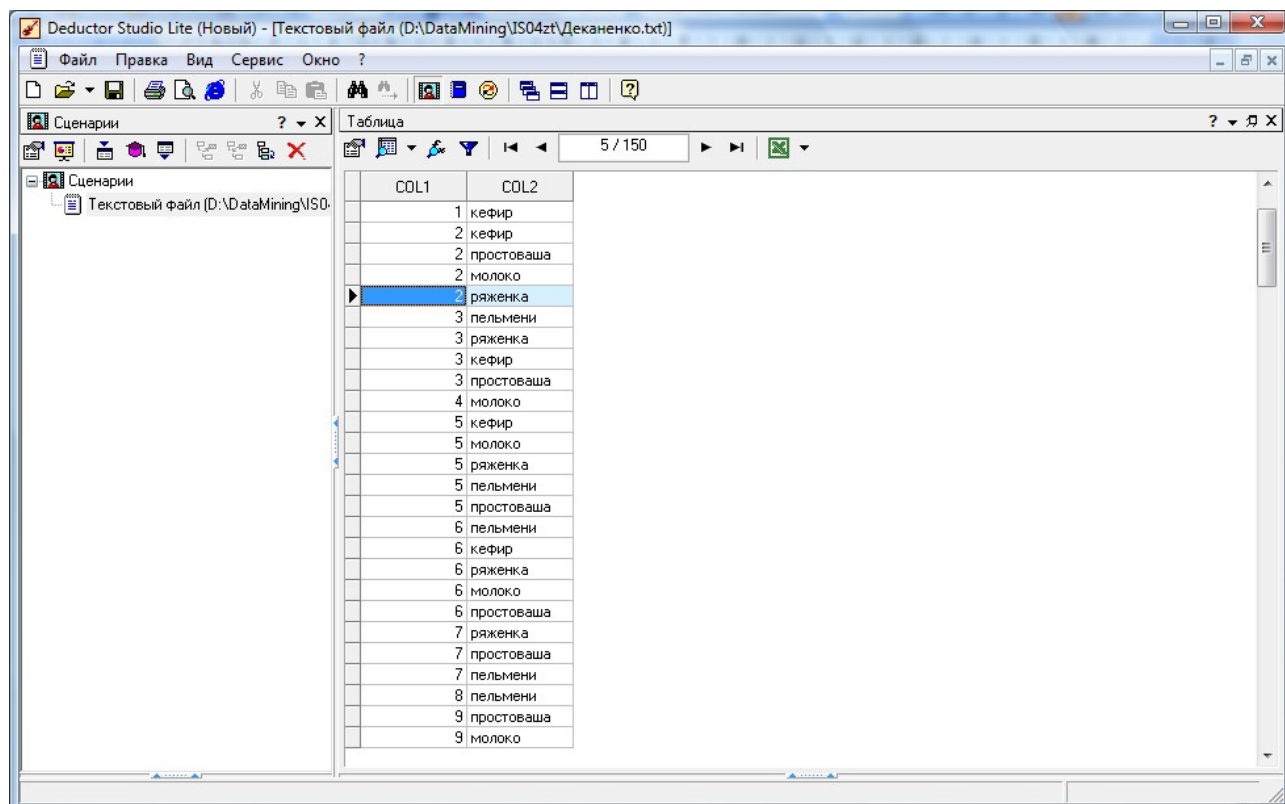 Deductor Studio Lite (Новый) - [Текстовый файл (D:\DataMining\IS04zt\Деканенко.txt)]
Файл Правка Вид Сервис Окно ?
Сценарии ? X
Таблица ? X
5 / 150
Сценарии
Текстовый файл (D:\DataMining\IS0
COL1 COL2
1 кефир
2 кефир
2 простоваша
2 молоко
2 ряженка
3 пельмени
3 ряженка
3 кефир
3 простоваша
4 молоко
5 кефир
5 молоко
5 ряженка
5 пельмени
5 простоваша
6 пельмени
6 кефир
6 ряженка
6 молоко
6 простоваша
7 ряженка
7 простоваша
7 пельмени
8 пельмени
9 простоваша
9 молоко